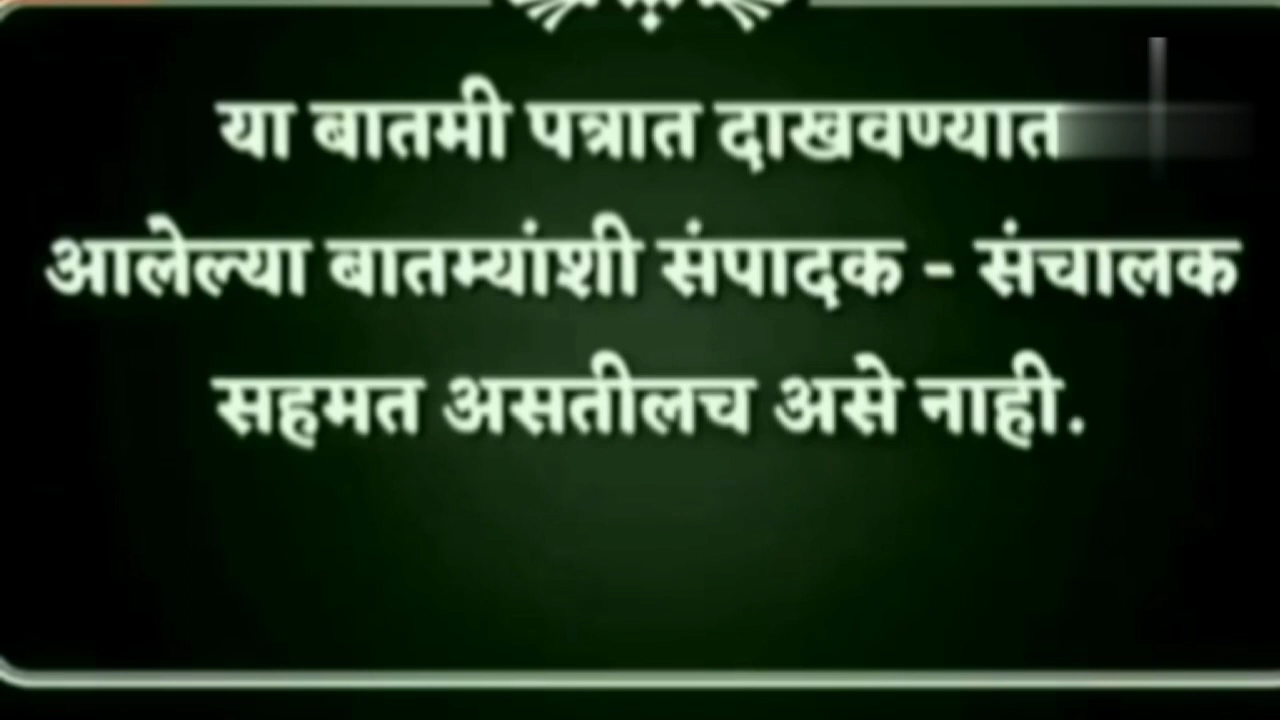 या बातमी पत्रात दाखवण्यात
आलेल्या बातम्यांशी संपादक - संचालक
सहमत असतीलच असे नाही.